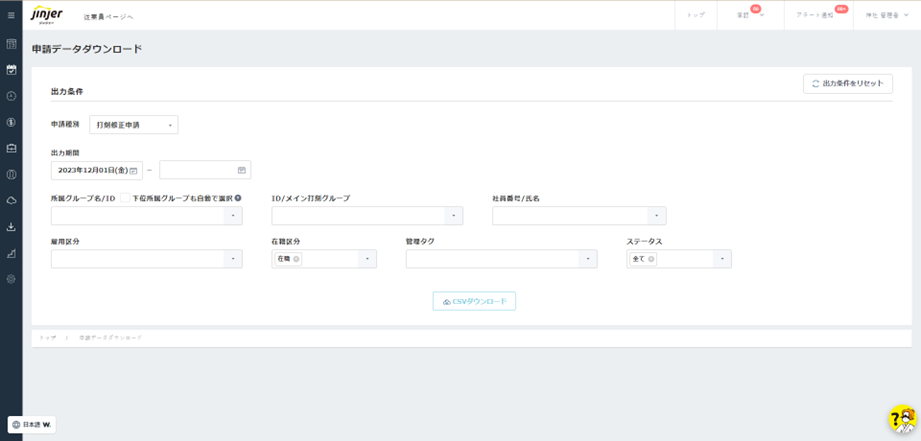 jinjer
従業員ページへ
トップ
承認
アラート通知
99+
神社 管理者
申請データダウンロード
出力条件をリセット
出力条件
申請種別
打刻修正申請
出力期間
2023年12月01日(金)
–
所属グループ名/ID
下位所属グループも自動で選択
ID/メイン打刻グループ
社員番号/氏名
雇用区分
在籍区分
管理タグ
ステータス
在職
全て
CSVダウンロード
トップ
申請データダウンロード
日本語 W.
?